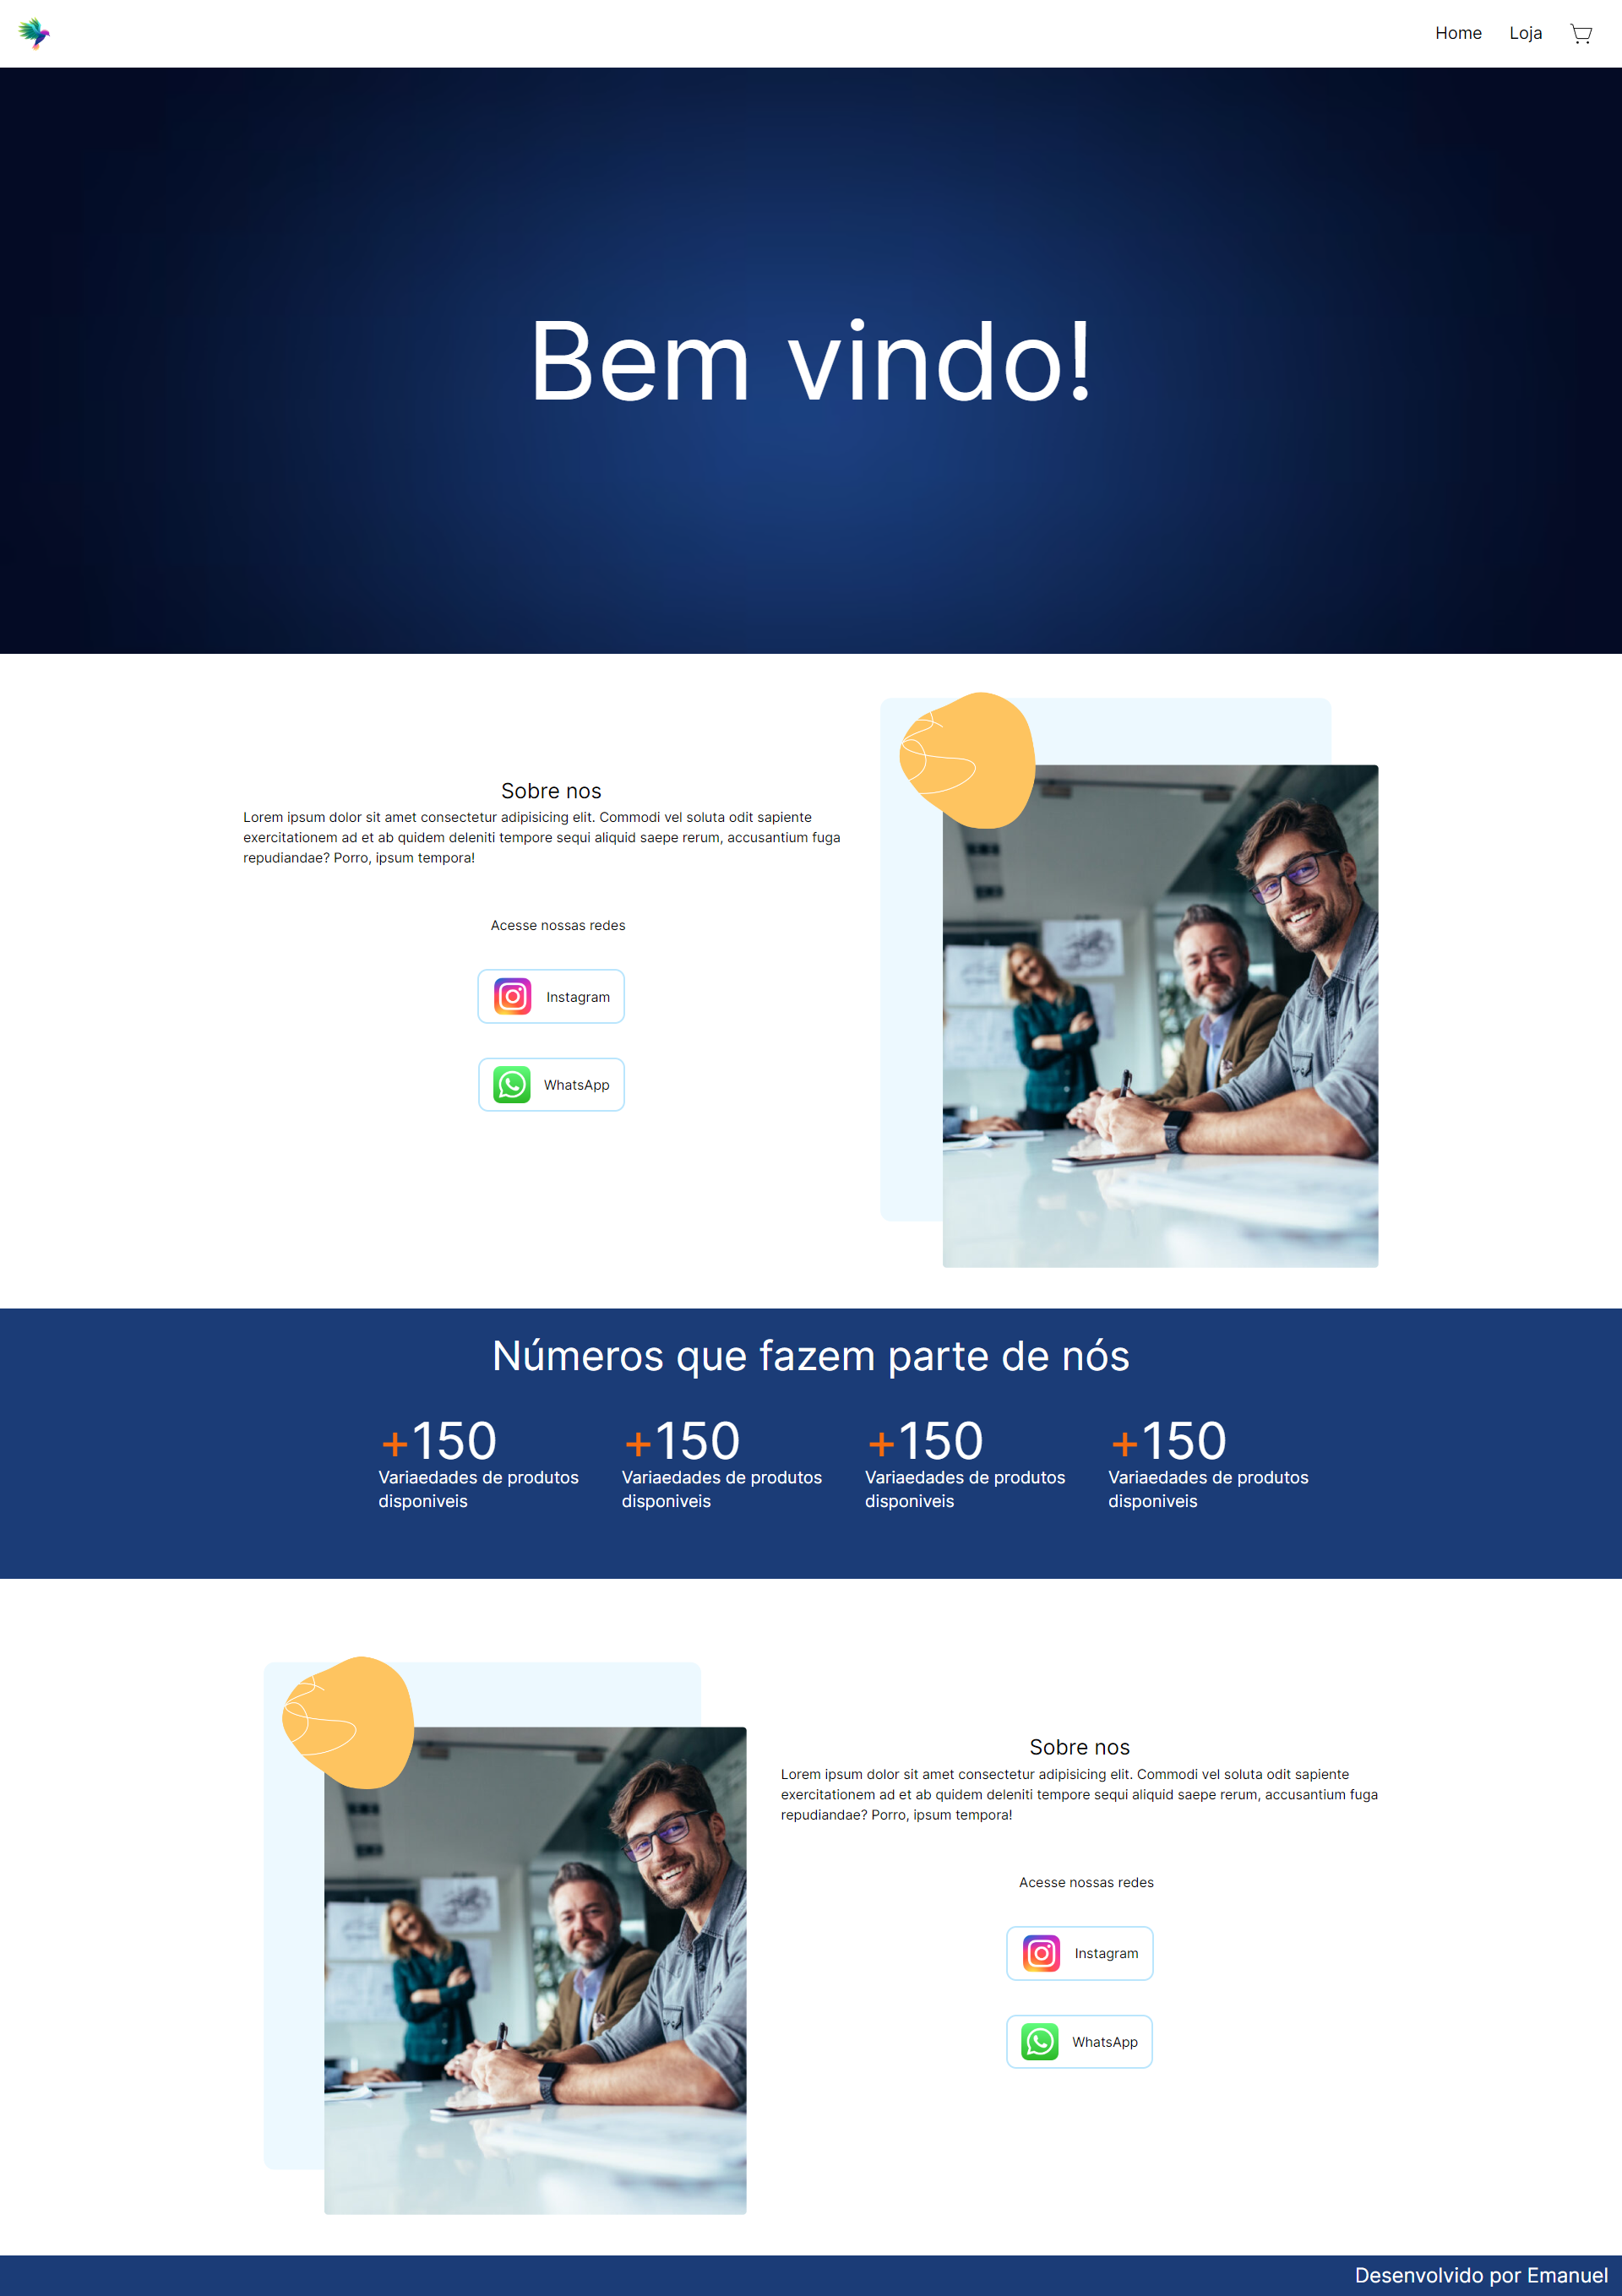 Home Loja
Bem vindo!
Sobre nos
Lorem ipsum dolor sit amet consectetur adipisicing elit. Commodi vel soluta odit sapiente
exercitationem ad et ab quidem deleniti tempore sequi aliquid saepe rerum, accusantium fuga
repudiandae? Porro, ipsum tempora!
Acesse nossas redes
Instagram
WhatsApp
Números que fazem parte de nós
+150
Variaedades de produtos
disponiveis
+150
Variaedades de produtos
disponiveis
+150
Variaedades de produtos
disponiveis
+150
Variaedades de produtos
disponiveis
Sobre nos
Lorem ipsum dolor sit amet consectetur adipisicing elit. Commodi vel soluta odit sapiente
exercitationem ad et ab quidem deleniti tempore sequi aliquid saepe rerum, accusantium fuga
repudiandae? Porro, ipsum tempora!
Acesse nossas redes
Instagram
WhatsApp
Desenvolvido por Emanuel